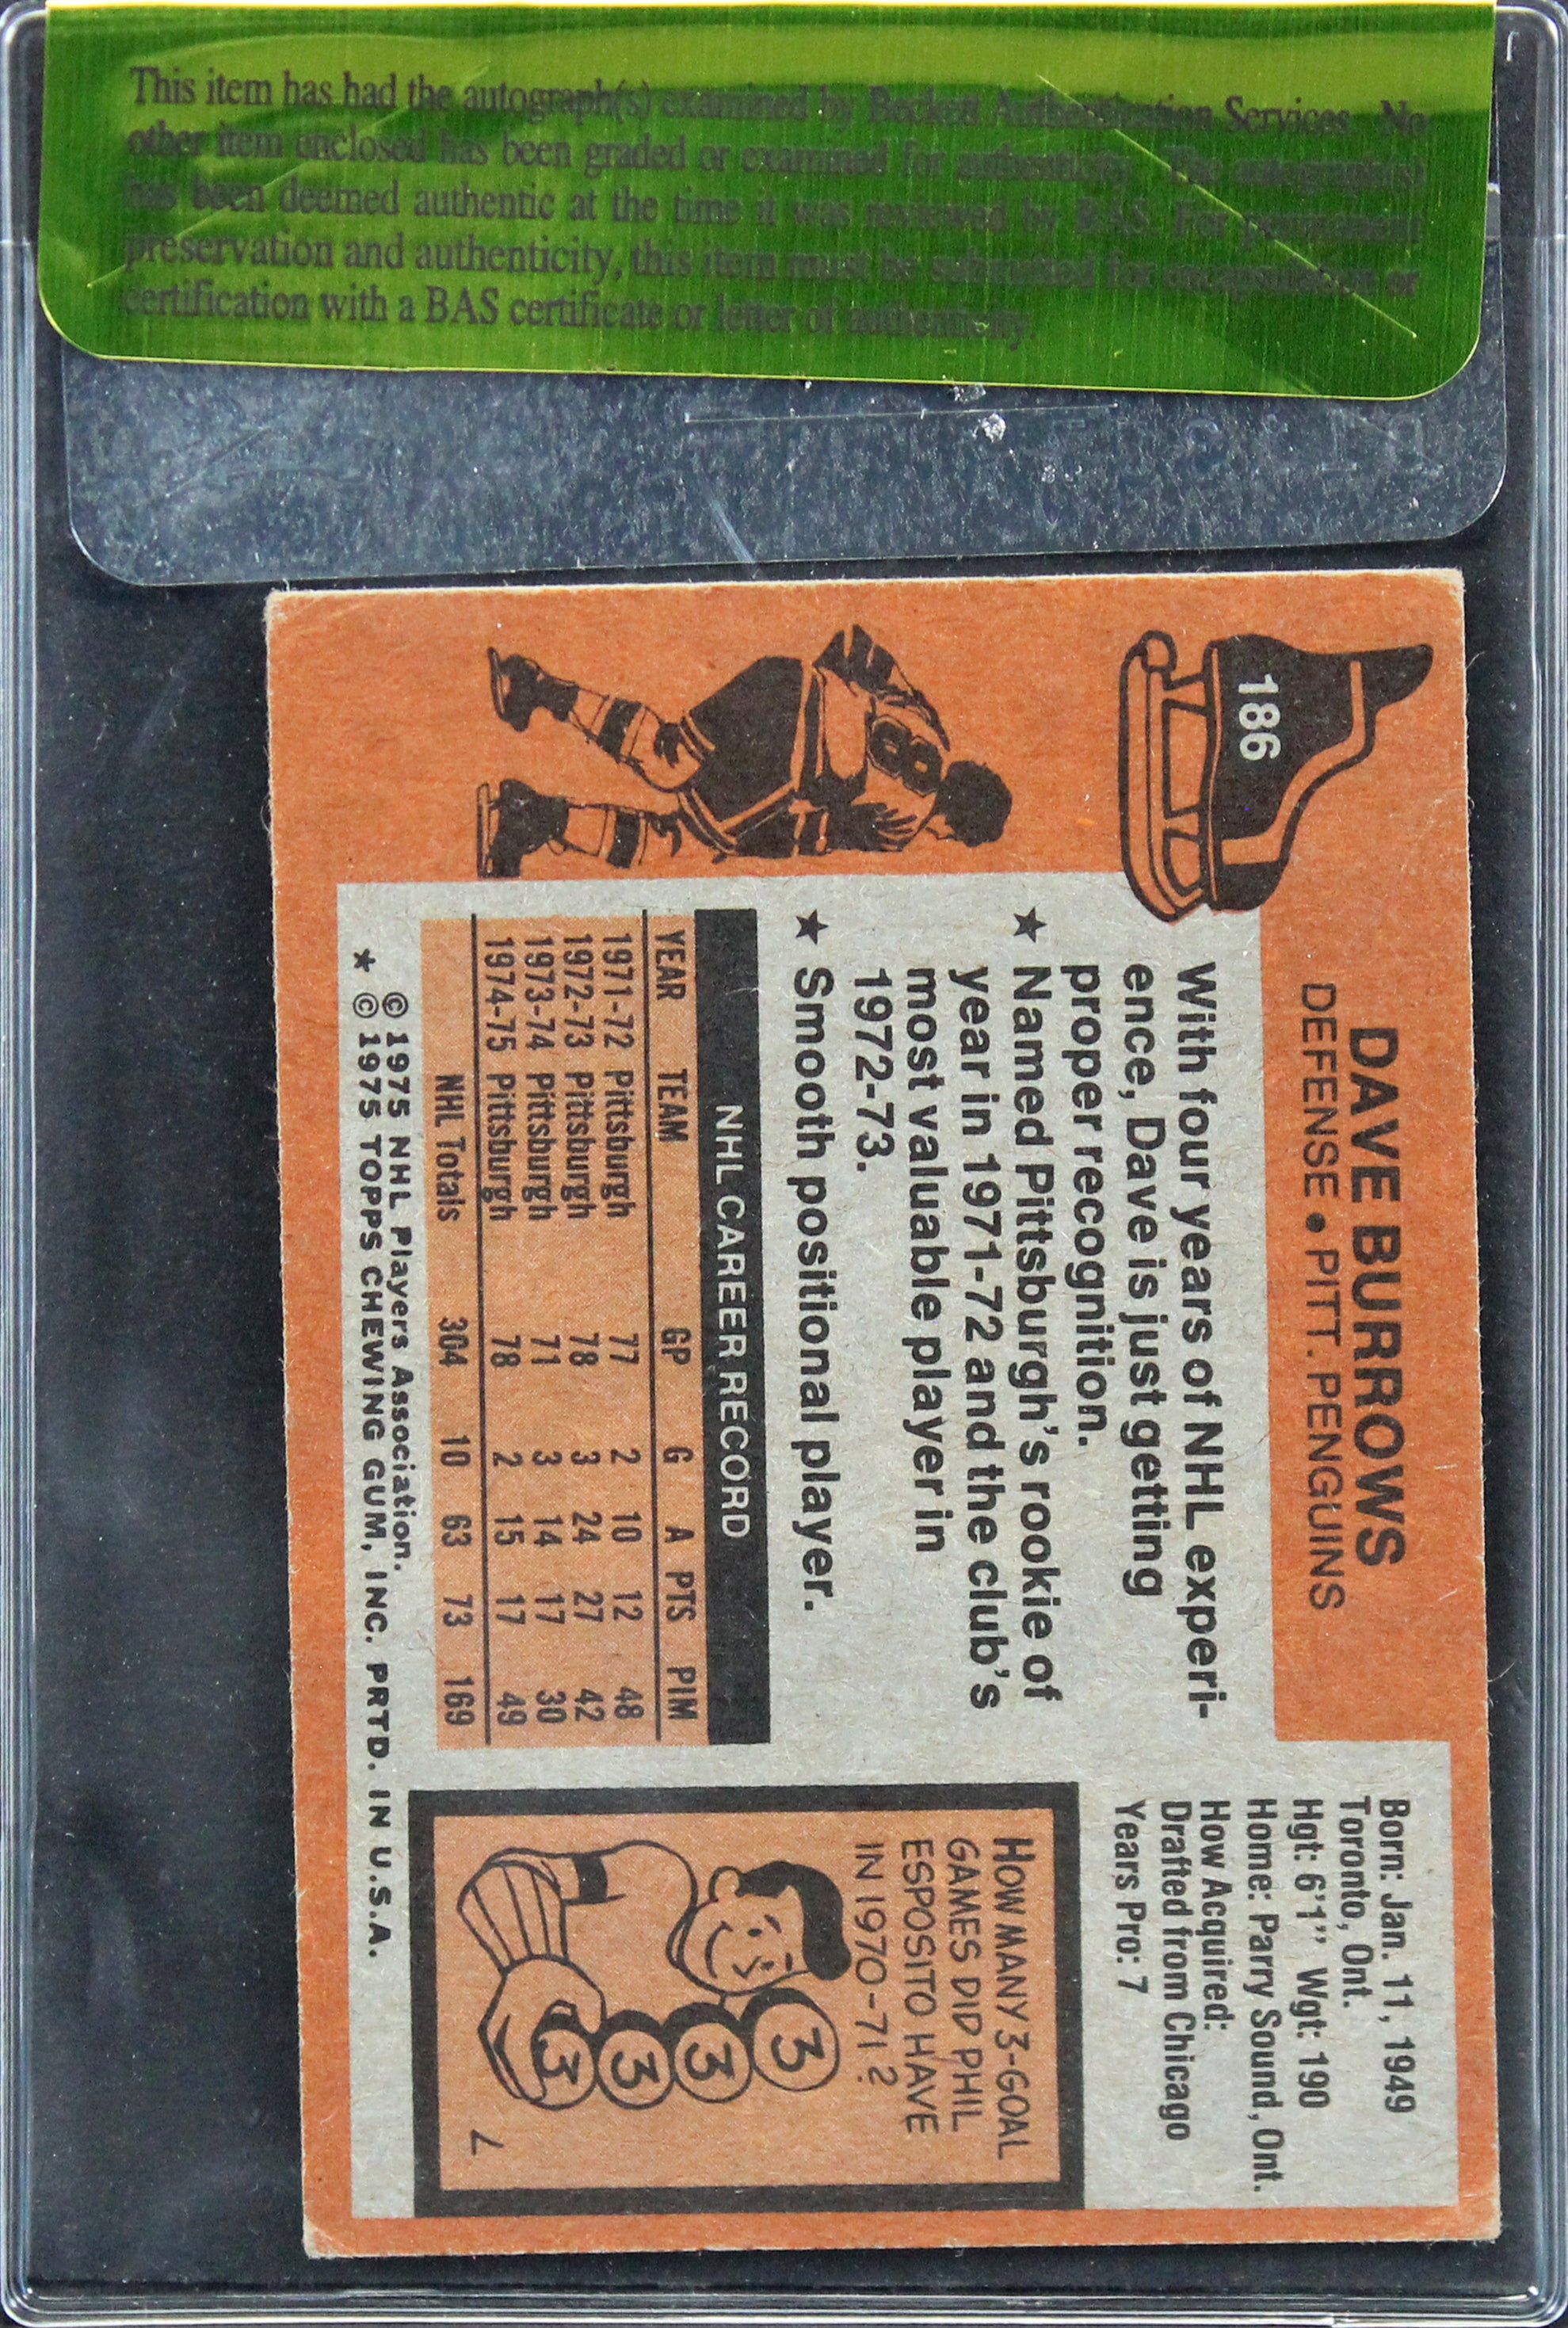 This item has had the autograph(s) examined by Beckett Authentication Services. No
other item enclosed has been graded or examined for authenticity. The autograph(s)
has been deemed authentic at the time it was reviewed by BAS. For permanent
preservation and authenticity, this item must be submitted for encapsulation or
certification with a BAS certificate or letter of authenticity.
186
DAVE BURROWS
DEFENSE • PITT. PENGUINS
With four years of NHL experi-
ence, Dave is just getting
proper recognition.
★ Named Pittsburgh's rookie of
year in 1971-72 and the club's
most valuable player in
1972-73.
★ Smooth positional player.
Born: Jan. 11, 1949
Toronto, Ont.
Hgt: 6'1'' Wgt: 190
Home: Parry Sound, Ont.
How Acquired:
Drafted from Chicago
Years Pro: 7
8
NHL CAREER RECORD
YEAR TEAM GP G A PTS PIM
1971-72 Pittsburgh 77 2 10 12 48
1972-73 Pittsburgh 78 3 24 27 42
1973-74 Pittsburgh 71 3 14 17 30
1974-75 Pittsburgh 78 2 15 17 49
NHL Totals 304 10 63 73 169
HOW MANY 3-GOAL
GAMES DID PHIL
ESPOSITO HAVE
IN 1970-71?
3
3
3
3
7
© 1975 NHL Players Association.
★ © 1975 TOPPS CHEWING GUM, INC. PRTD. IN U.S.A.